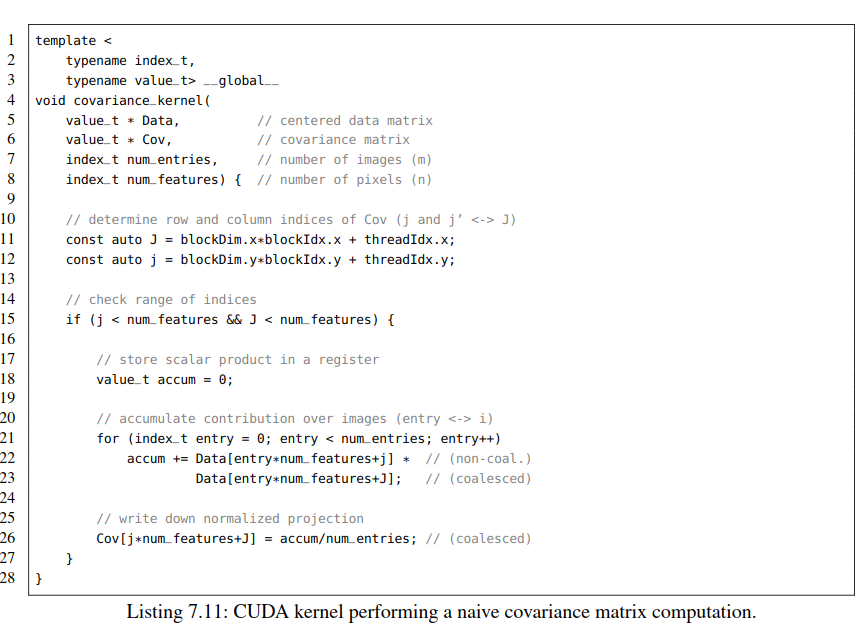 1 template <
2     typename index_t,
3     typename value_t> __global__
4 void covariance_kernel(
5     value_t * Data,          // centered data matrix
6     value_t * Cov,           // covariance matrix
7     index_t num_entries,     // number of images (m)
8     index_t num_features) {  // number of pixels (n)
9
10     // determine row and column indices of Cov (j and j’ <-> J)
11     const auto J = blockDim.x*blockIdx.x + threadIdx.x;
12     const auto j = blockDim.y*blockIdx.y + threadIdx.y;
13
14     // check range of indices
15     if (j < num_features && J < num_features) {
16
17         // store scalar product in a register
18         value_t accum = 0;
19
20         // accumulate contribution over images (entry <-> i)
21         for (index_t entry = 0; entry < num_entries; entry++)
22             accum += Data[entry*num_features+j] *  // (non-coal.)
23                      Data[entry*num_features+J];   // (coalesced)
24
25         // write down normalized projection
26         Cov[j*num_features+J] = accum/num_entries; // (coalesced)
27     }
28 }
Listing 7.11: CUDA kernel performing a naive covariance matrix computation.